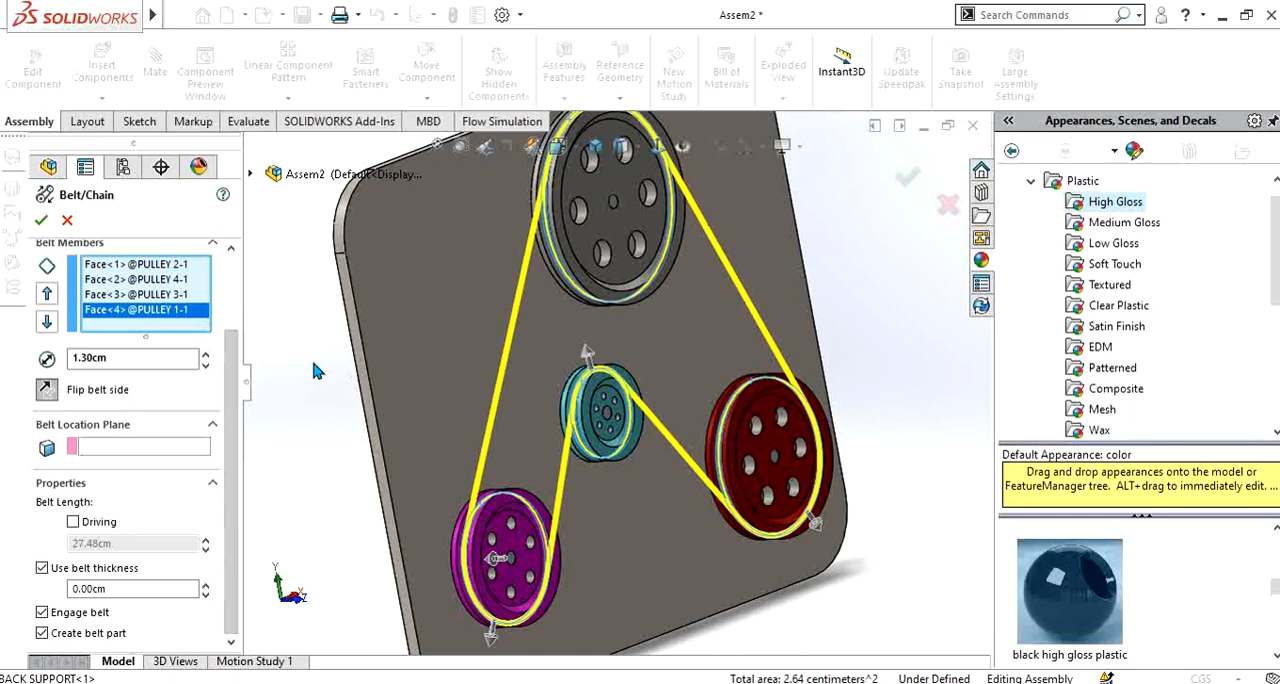 SOLIDWORKS
Assem2 *
Search Commands
?
Edit Component
Insert Components
Mate
Component Preview Window
Linear Component Pattern
Smart Fasteners
Move Component
Show Hidden Components
Assembly Features
Reference Geometry
New Motion Study
Bill of Materials
Exploded View
Instant3D
Update Speedpak
Take Snapshot
Large Assembly Settings
Assembly Layout Sketch Markup Evaluate SOLIDWORKS Add-Ins MBD Flow Simulation
Belt/Chain
?
Belt Members
Face<1> @PULLEY 2-1
Face<2> @PULLEY 4-1
Face<3> @PULLEY 3-1
Face<4> @PULLEY 1-1
1.30cm
Flip belt side
Belt Location Plane
Properties
Belt Length:
Driving
27.48cm
Use belt thickness
0.00cm
Engage belt
Create belt part
Assem2 (Default<Display...
Y
Appearances, Scenes, and Decals
Plastic
High Gloss
Medium Gloss
Low Gloss
Soft Touch
Textured
Clear Plastic
Satin Finish
EDM
Patterned
Composite
Mesh
Wax
Default Appearance: color
Drag and drop appearances onto the model or
FeatureManager tree. ALT+drag to immediately edit. ...
black high gloss plastic
Model 3D Views Motion Study 1
BACK SUPPORT<1>
Total area: 2.64 centimeters^2 Under Defined Editing Assembly CGS